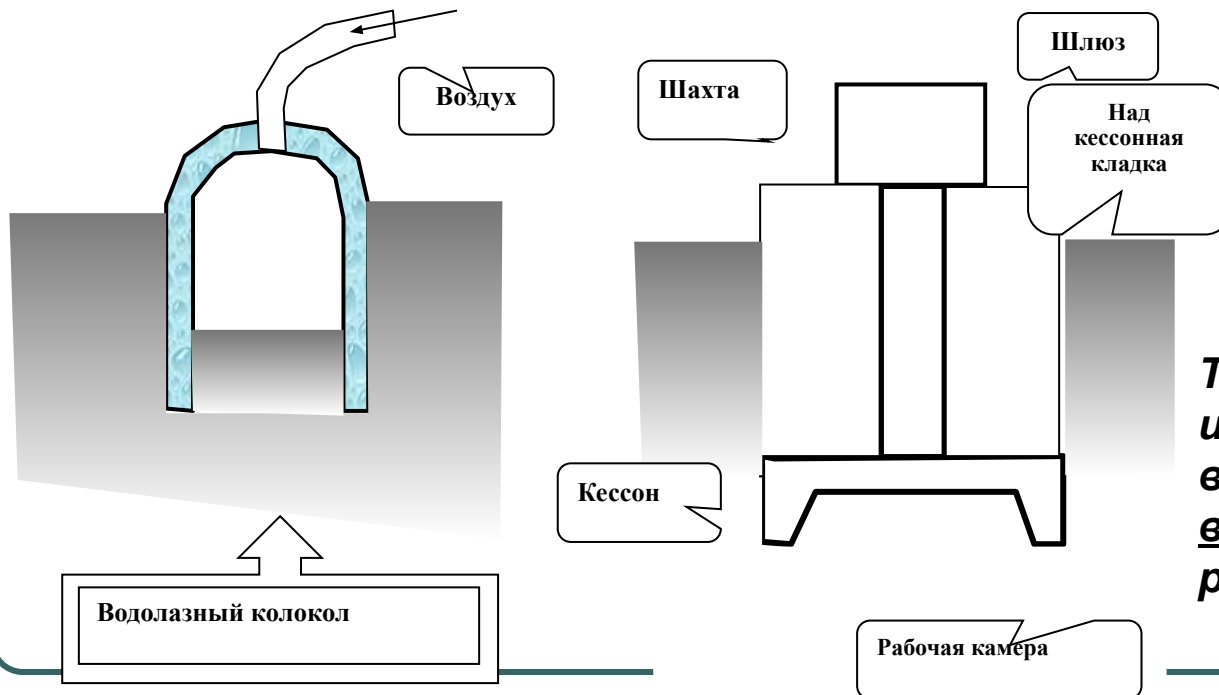 Воздух
Шахта
Шлюз
Над
кессонная
кладка
Кессон
Водолазный колокол
Рабочая камера